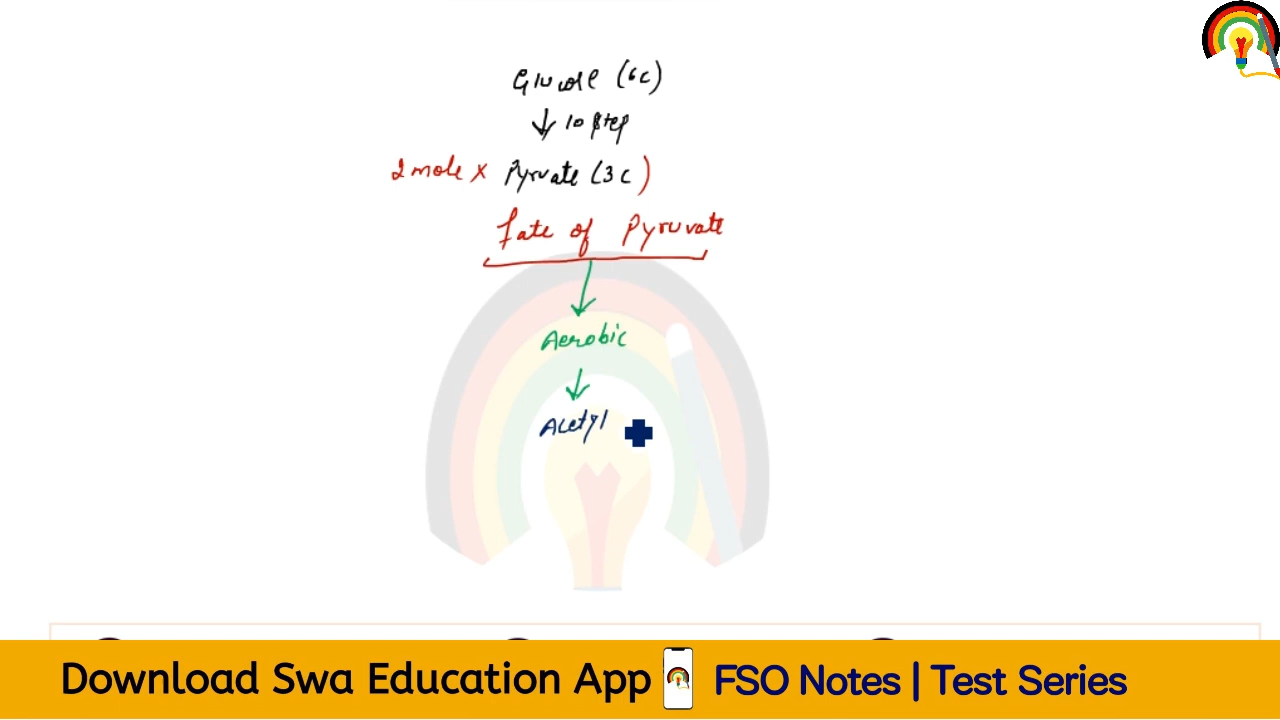 Glucose (6C)
↓ 10 step
2 mole x Pyruvate (3C)
Fate of Pyruvate
Aerobic
Acetyl
Download Swa Education App FSO Notes | Test Series